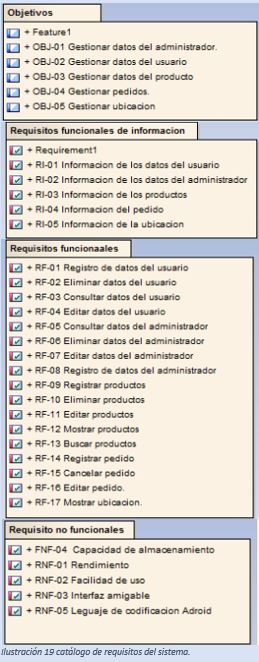 Objetivos
+ Feature1
+ OBJ-01 Gestionar datos del administrador.
+ OBJ-02 Gestionar datos del usuario
+ OBJ-03 Gestionar datos del producto
+ OBJ-04 Gestionar pedidos.
+ OBJ-05 Gestionar ubicacion
Requisitos funcionales de informacion
+ Requirement1
+ RI-01 Informacion de los datos del usuario
+ RI-02 Informacion de los datos del administrador
+ RI-03 Informacion de los productos
+ RI-04 Informacion del pedido
+ RI-05 Informacion de la ubicacion
Requisitos funcionaales
+ RF-01 Registro de datos del usuario
+ RF-02 Eliminar datos del usuario
+ RF-03 Consultar datos del usuario
+ RF-04 Editar datos del usuario
+ RF-05 Consultar datos del administrador
+ RF-06 Eliminar datos del administrador
+ RF-07 Editar datos del administrador
+ RF-08 Registro de datos del administrador
+ RF-09 Registrar productos
+ RF-10 Eliminar productos
+ RF-11 Editar productos
+ RF-12 Mostrar productos
+ RF-13 Buscar productos
+ RF-14 Registrar pedido
+ RF-15 Cancelar pedido
+ RF-16 Editar pedido.
+ RF-17 Mostrar ubicacion.
Requisito no funcionales
+ FNF-04 Capacidad de almacenamiento
+ RNF-01 Rendimiento
+ RNF-02 Facilidad de uso
+ RNF-03 Interfaz amigable
+ RNF-05 Leguaje de codificacion Adroid
Ilustración 19 catálogo de requisitos del sistema.